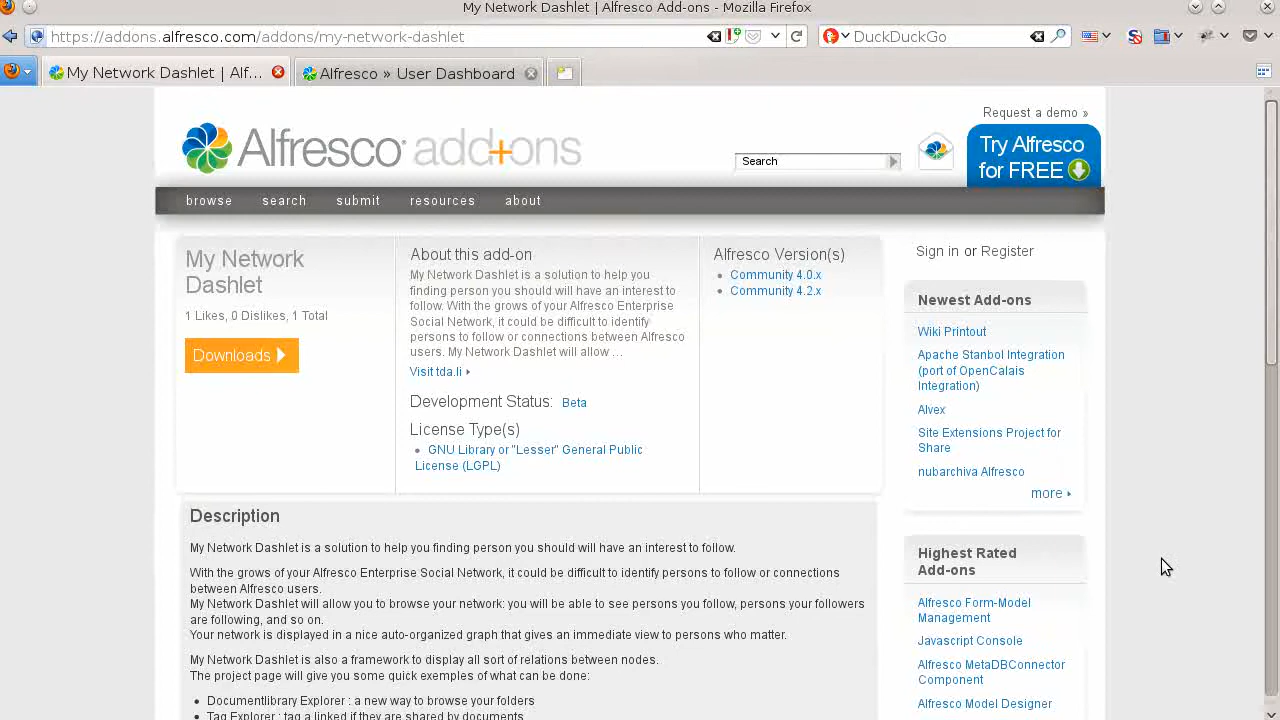 My Network Dashlet | Alfresco Add-ons - Mozilla Firefox
https://addons.alfresco.com/addons/my-network-dashlet
DuckDuckGo
My Network Dashlet | Alf...
Alfresco » User Dashboard
Request a demo »
Alfresco add+ons
Search
Try Alfresco
for FREE
browse search submit resources about
My Network
Dashlet
1 Likes, 0 Dislikes, 1 Total
Downloads
About this add-on
My Network Dashlet is a solution to help you
finding person you should will have an interest to
follow. With the grows of your Alfresco Enterprise
Social Network, it could be difficult to identify
persons to follow or connections between Alfresco
users. My Network Dashlet will allow ...
Visit tda.li
Development Status: Beta
License Type(s)
GNU Library or "Lesser" General Public
License (LGPL)
Alfresco Version(s)
Community 4.0.x
Community 4.2.x
Sign in or Register
Newest Add-ons
Wiki Printout
Apache Stanbol Integration
(port of OpenCalais
Integration)
Alvex
Site Extensions Project for
Share
nubarchiva Alfresco
more
Highest Rated
Add-ons
Alfresco Form-Model
Management
Javascript Console
Alfresco MetaDBConnector
Component
Alfresco Model Designer
Description
My Network Dashlet is a solution to help you finding person you should will have an interest to follow.
With the grows of your Alfresco Enterprise Social Network, it could be difficult to identify persons to follow or connections
between Alfresco users.
My Network Dashlet will allow you to browse your network: you will be able to see persons you follow, persons your followers
are following, and so on.
Your network is displayed in a nice auto-organized graph that gives an immediate view to persons who matter.
My Network Dashlet is also a framework to display all sort of relations between nodes.
The project page will give you some quick examples of what can be done:
Documentlibrary Explorer : a new way to browse your folders
Tag Explorer : tag a linked if they are shared by documents